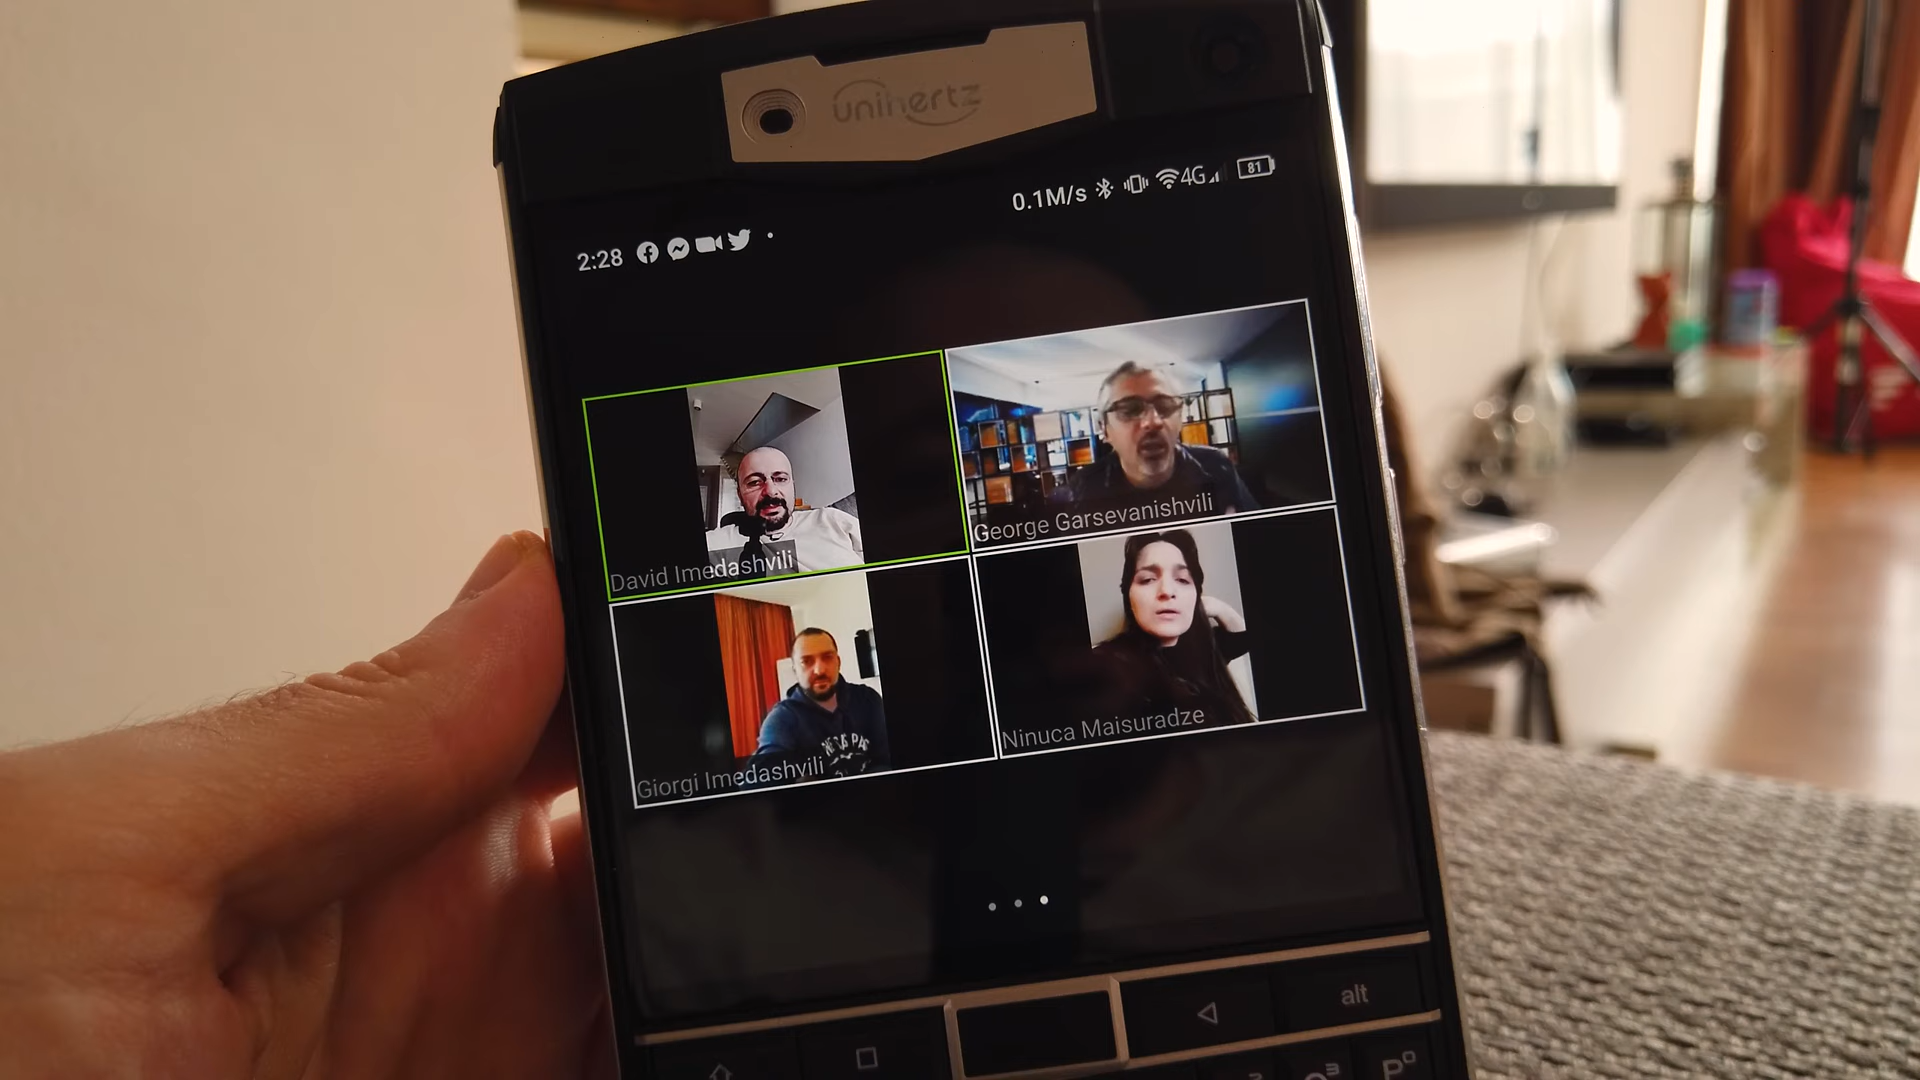 unihertz
2:28
0.1M/s 4G 81
David Imedashvili
George Garsevanishvili
Giorgi Imedashvili
Ninuca Maisuradze
alt
P